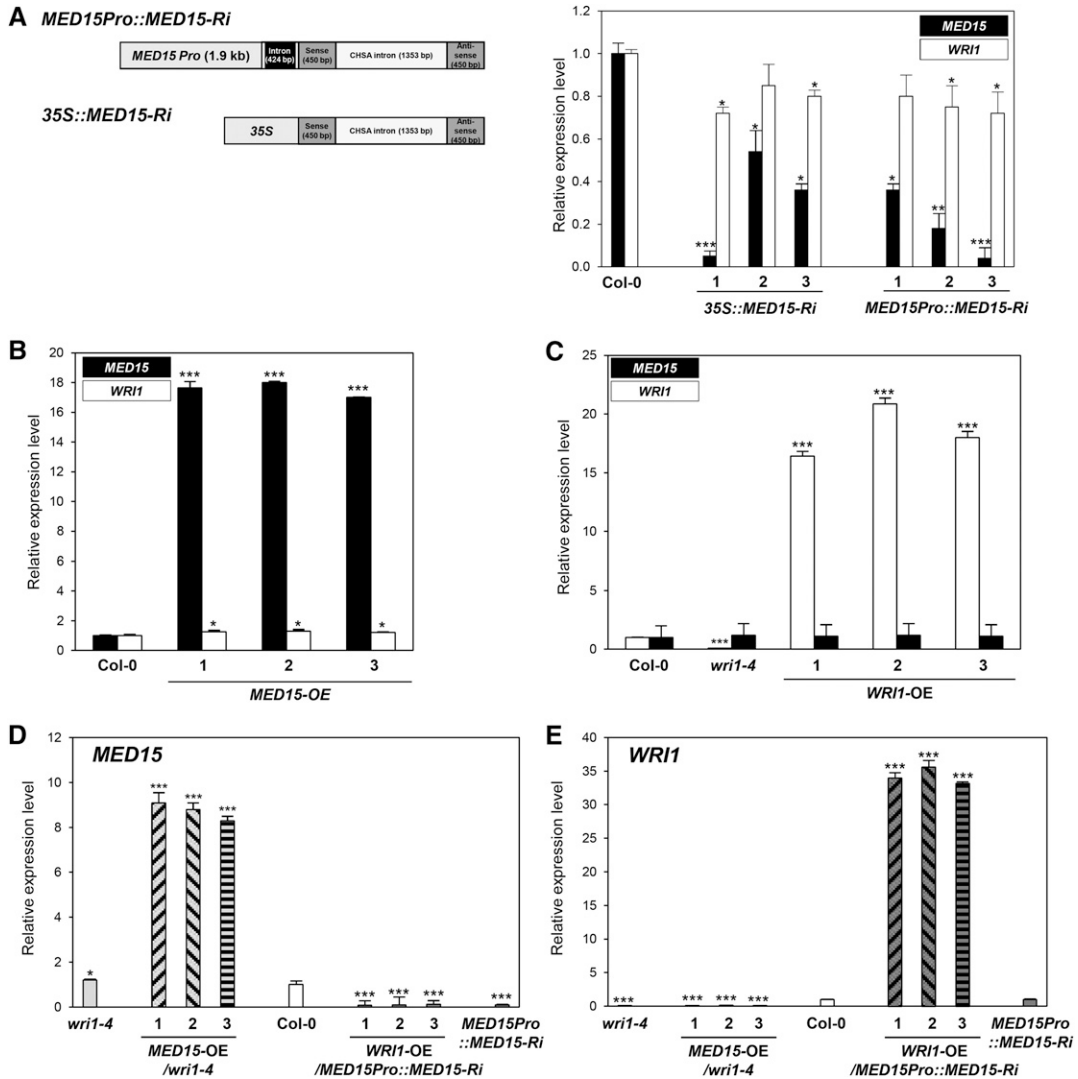 A
MED15Pro::MED15-Ri
MED15 Pro (1.9 kb)
Intron
(424 bp)
Sense
(450 bp)
CHSA intron (1353 bp)
Anti-
sense
(450 bp)
35S::MED15-Ri
35S
Sense
(450 bp)
CHSA intron (1353 bp)
Anti-
sense
(450 bp)
Relative expression level
1.2
1.0
0.8
0.6
0.4
0.2
0.0
MED15
WRI1
***
*
*
*
*
*
**
*
***
*
Col-0
1 2 3
1 2 3
35S::MED15-Ri
MED15Pro::MED15-Ri
B
Relative expression level
20
18
16
14
12
10
8
6
4
2
0
MED15
WRI1
***
*
***
*
***
*
Col-0
1 2 3
MED15-OE
C
Relative expression level
25
20
15
10
5
0
MED15
WRI1
***
***
***
***
Col-0
wri1-4
1 2 3
WRI1-OE
D
MED15
Relative expression level
12
10
8
6
4
2
0
*
***
***
***
***
***
***
***
wri1-4
1 2 3
MED15-OE
/wri1-4
Col-0
1 2 3
WRI1-OE
/MED15Pro::MED15-Ri
MED15Pro
::MED15-Ri
E
WRI1
Relative expression level
40
35
30
25
20
15
10
5
0
***
***
***
***
***
***
***
wri1-4
1 2 3
MED15-OE
/wri1-4
Col-0
1 2 3
WRI1-OE
/MED15Pro::MED15-Ri
MED15Pro
::MED15-Ri